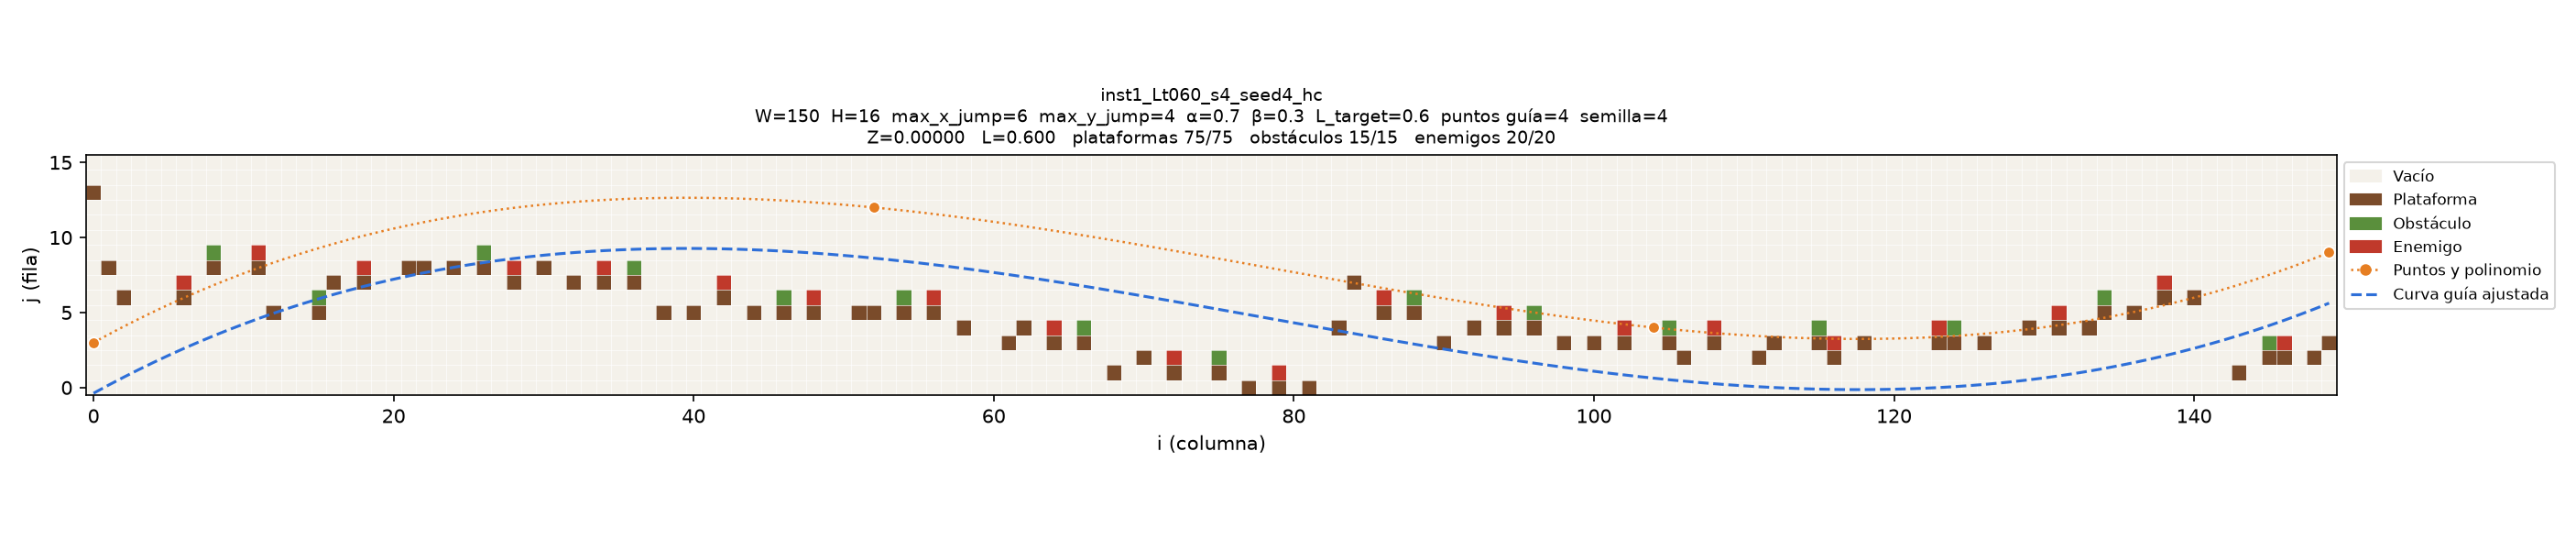 inst1_Lt060_s4_seed4_hc
W=150 H=16 max_x_jump=6 max_y_jump=4 α=0.7 β=0.3 L_target=0.6 puntos guía=4 semilla=4
Z=0.00000 L=0.600 plataformas 75/75 obstáculos 15/15 enemigos 20/20
15
10
5
0
j (fila)
0 20 40 60 80 100 120 140
i (columna)
Vacío
Plataforma
Obstáculo
Enemigo
Puntos y polinomio
Curva guía ajustada